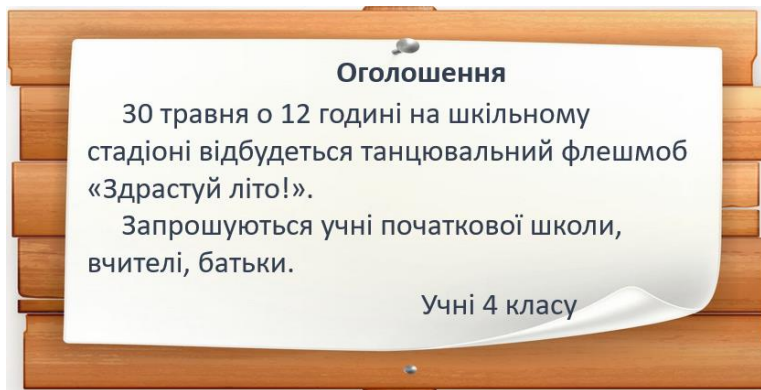 Оголошення
30 травня о 12 годині на шкільному
стадіоні відбудеться танцювальний флешмоб
«Здрастуй літо!».
Запрошуються учні початкової школи,
вчителі, батьки.
Учні 4 класу